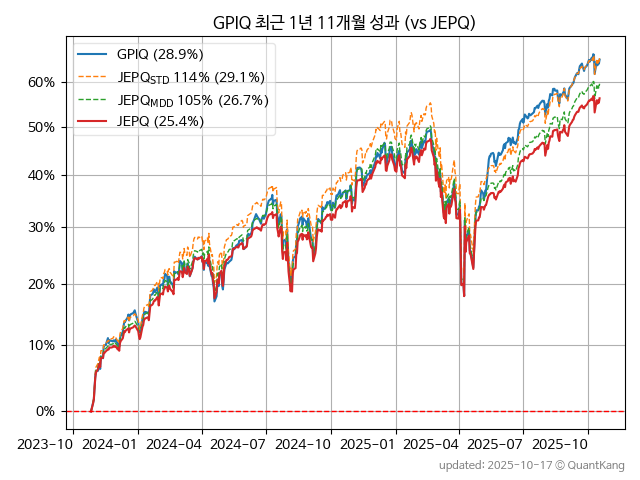 GPIQ 최근 1년 11개월 성과 (vs JEPQ)
GPIQ (28.9%)
JEPQSTD 114% (29.1%)
JEPQMDD 105% (26.7%)
JEPQ (25.4%)
60%
50%
40%
30%
20%
10%
0%
2023-10 2024-01 2024-04 2024-07 2024-10 2025-01 2025-04 2025-07 2025-10
updated: 2025-10-17 ⓒ QuantKang